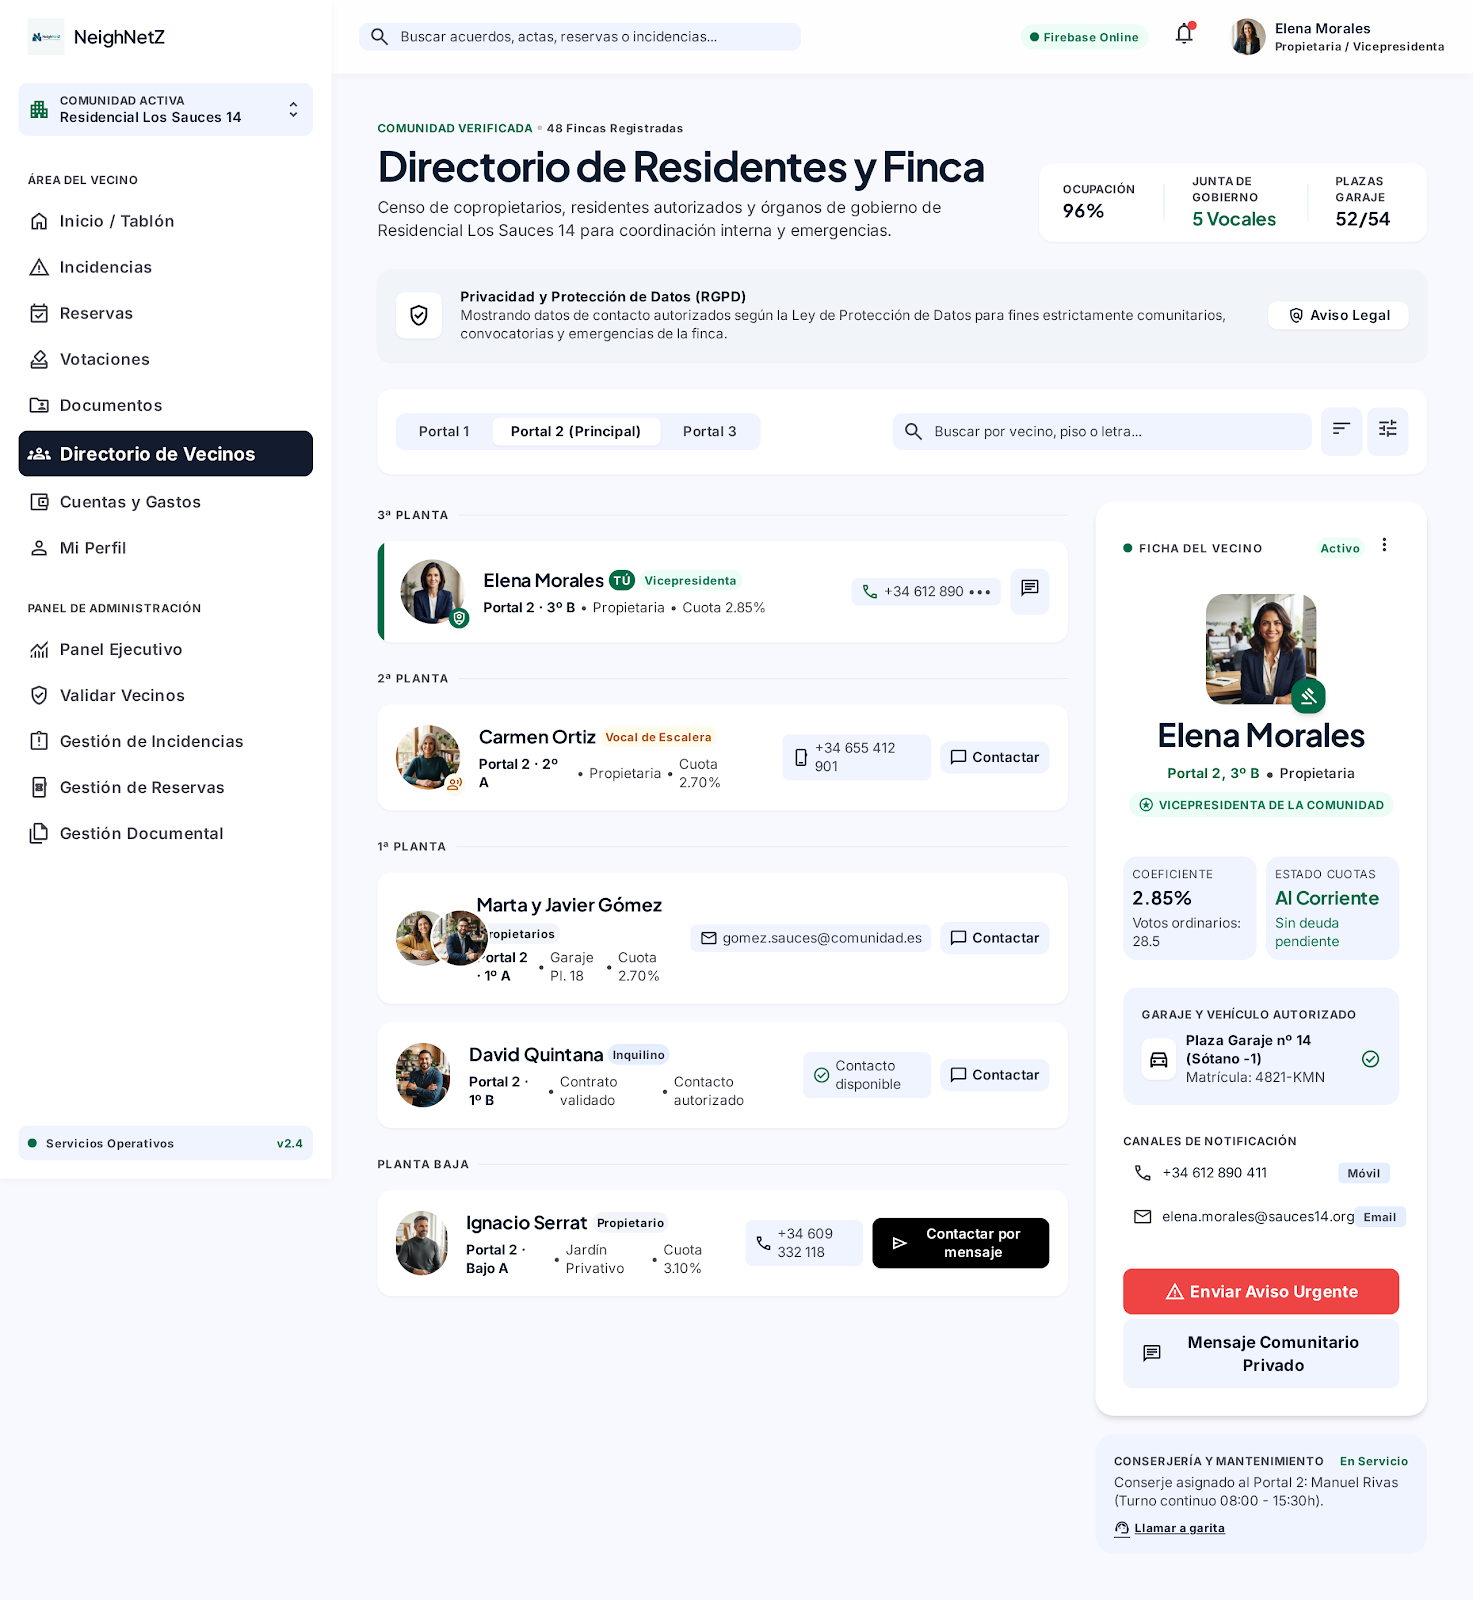 NeighNetZ
COMUNIDAD ACTIVA
Residencial Los Sauces 14
ÁREA DEL VECINO
Inicio / Tablón
Incidencias
Reservas
Votaciones
Documentos
Directorio de Vecinos
Cuentas y Gastos
Mi Perfil
PANEL DE ADMINISTRACIÓN
Panel Ejecutivo
Validar Vecinos
Gestión de Incidencias
Gestión de Reservas
Gestión Documental
Servicios Operativos v2.4
Buscar acuerdos, actas, reservas o incidencias...
Firebase Online
Elena Morales
Propietaria / Vicepresidenta
COMUNIDAD VERIFICADA • 48 Fincas Registradas
Directorio de Residentes y Finca
Censo de copropietarios, residentes autorizados y órganos de gobierno de
Residencial Los Sauces 14 para coordinación interna y emergencias.
OCUPACIÓN
96%
JUNTA DE
GOBIERNO
5 Vocales
PLAZAS
GARAJE
52/54
Privacidad y Protección de Datos (RGPD)
Mostrando datos de contacto autorizados según la Ley de Protección de Datos para fines estrictamente comunitarios,
convocatorias y emergencias de la finca.
Aviso Legal
Portal 1
Portal 2 (Principal)
Portal 3
Buscar por vecino, piso o letra...
3ª PLANTA
Elena Morales TÚ Vicepresidenta
Portal 2 · 3º B • Propietaria • Cuota 2.85%
+34 612 890 •••
2ª PLANTA
Carmen Ortiz Vocal de Escalera
Portal 2 · 2º
A
• Propietaria •
Cuota
2.70%
+34 655 412
901
Contactar
1ª PLANTA
Marta y Javier Gómez
ropietarios
ortal 2
· 1º A
•
Garaje
Pl. 18
•
Cuota
2.70%
gomez.sauces@comunidad.es
Contactar
David Quintana Inquilino
Portal 2 ·
1º B
•
Contrato
validado
•
Contacto
autorizado
Contacto
disponible
Contactar
PLANTA BAJA
Ignacio Serrat Propietario
Portal 2 ·
Bajo A
•
Jardín
Privativo
•
Cuota
3.10%
+34 609
332 118
Contactar por
mensaje
FICHA DEL VECINO
Activo
Elena Morales
Portal 2, 3º B • Propietaria
VICEPRESIDENTA DE LA COMUNIDAD
COEFICIENTE
2.85%
Votos ordinarios:
28.5
ESTADO CUOTAS
Al Corriente
Sin deuda
pendiente
GARAJE Y VEHÍCULO AUTORIZADO
Plaza Garaje nº 14
(Sótano -1)
Matrícula: 4821-KMN
CANALES DE NOTIFICACIÓN
+34 612 890 411 Móvil
elena.morales@sauces14.org Email
Enviar Aviso Urgente
Mensaje Comunitario
Privado
CONSERJERÍA Y MANTENIMIENTO En Servicio
Conserje asignado al Portal 2: Manuel Rivas
(Turno continuo 08:00 - 15:30h).
Llamar a garita